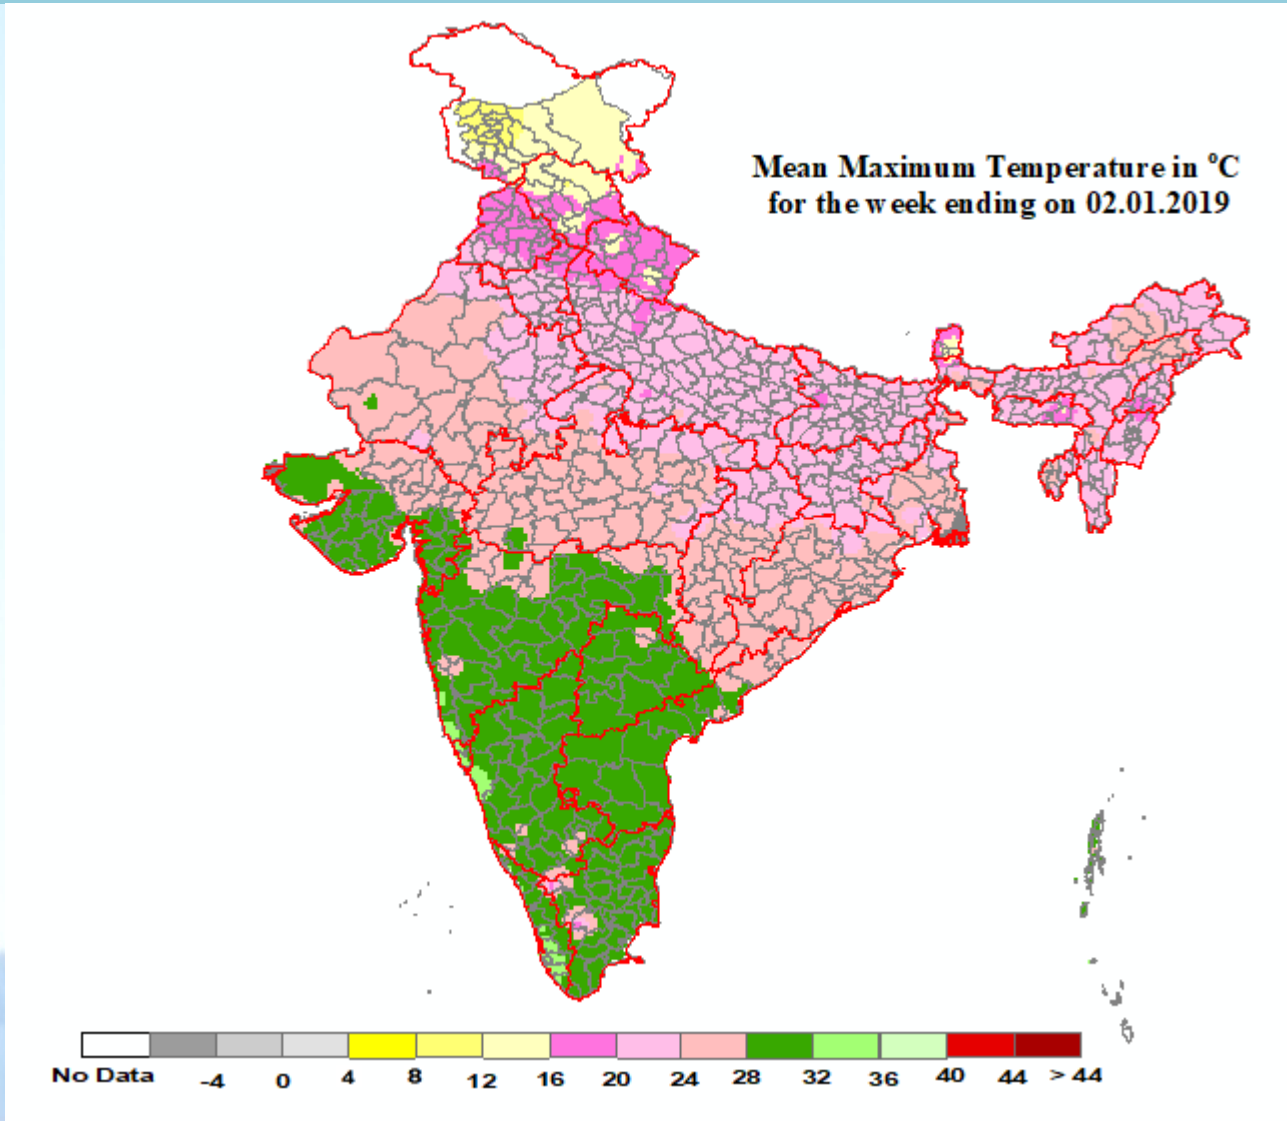 Mean Maximum Temperature in °C
for the week ending on 02.01.2019
No Data -4 0 4 8 12 16 20 24 28 32 36 40 44 > 44